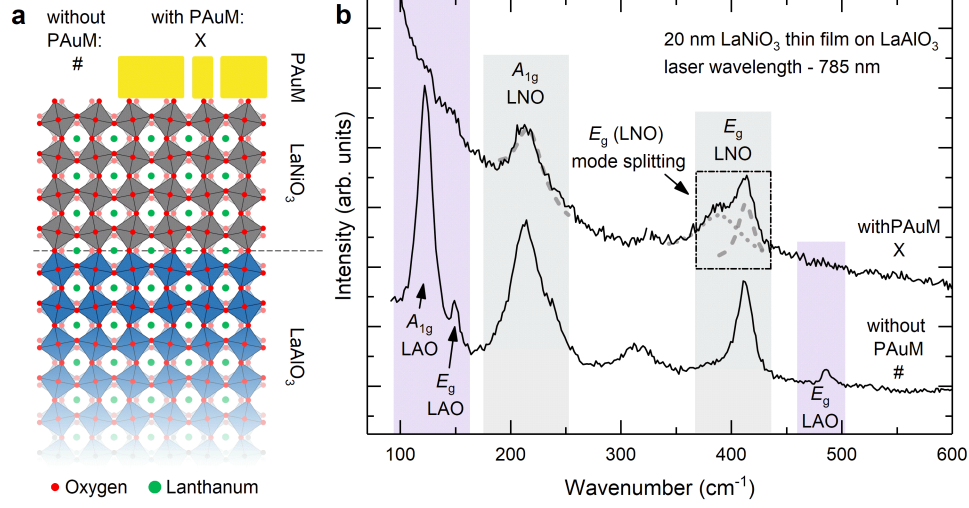 a
without
PAuM:
#
with PAuM:
X
PAuM
LaNiO₃
LaAlO₃
Oxygen
Lanthanum
b
Intensity (arb. units)
20 nm LaNiO₃ thin film on LaAlO₃
laser wavelength - 785 nm
A₁g
LNO
Eg (LNO)
mode splitting
Eg
LNO
withPAuM
X
A₁g
LAO
Eg
LAO
without
PAuM
#
Eg
LAO
100 200 300 400 500 600
Wavenumber (cm⁻¹)